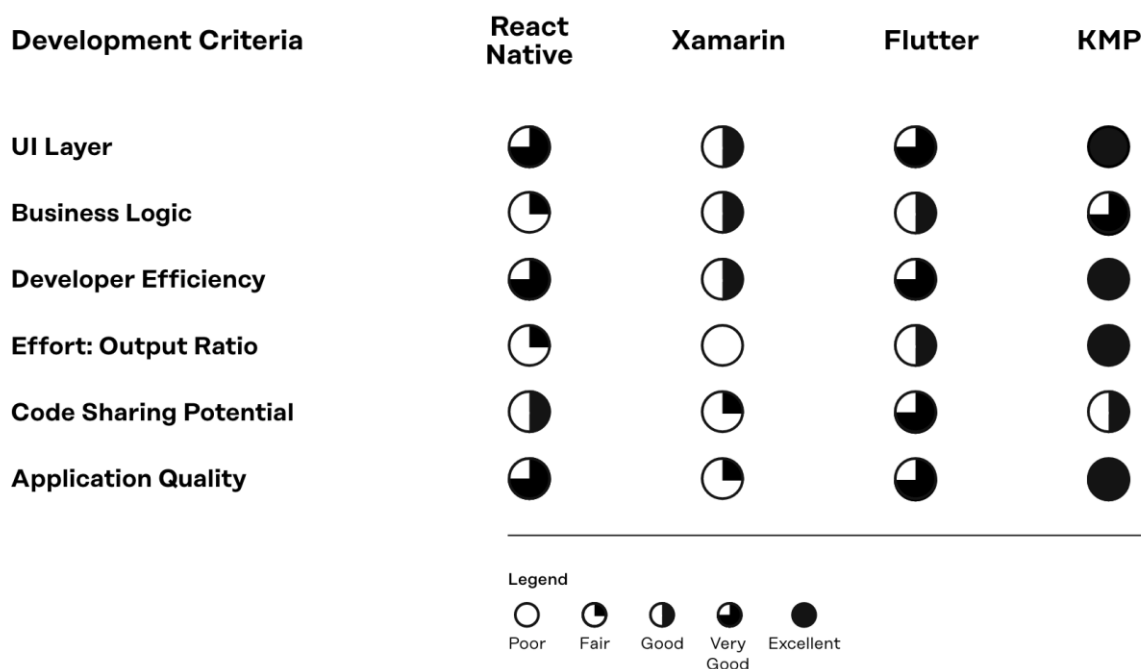 Development Criteria
React
Native
Xamarin
Flutter
KMP
UI Layer
Business Logic
Developer Efficiency
Effort: Output Ratio
Code Sharing Potential
Application Quality
Legend
Poor
Fair
Good
Very
Good
Excellent